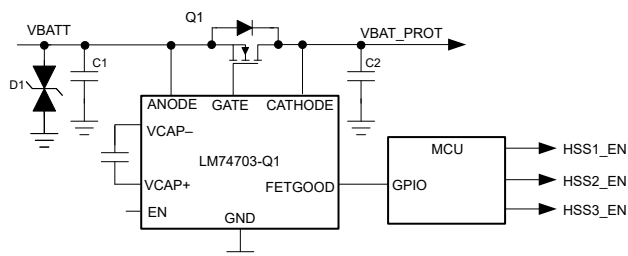 Q1
VBATT
VBAT_PROT
C1
C2
D1
ANODE GATE CATHODE
VCAP–
MCU
HSS1_EN
LM74703-Q1
HSS2_EN
VCAP+
FETGOOD
GPIO
EN
HSS3_EN
GND